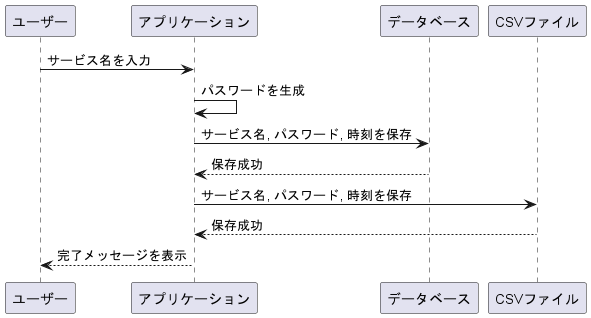 ユーザー
アプリケーション
データベース
CSVファイル
サービス名を入力
パスワードを生成
サービス名, パスワード, 時刻を保存
保存成功
サービス名, パスワード, 時刻を保存
保存成功
完了メッセージを表示
ユーザー
アプリケーション
データベース
CSVファイル